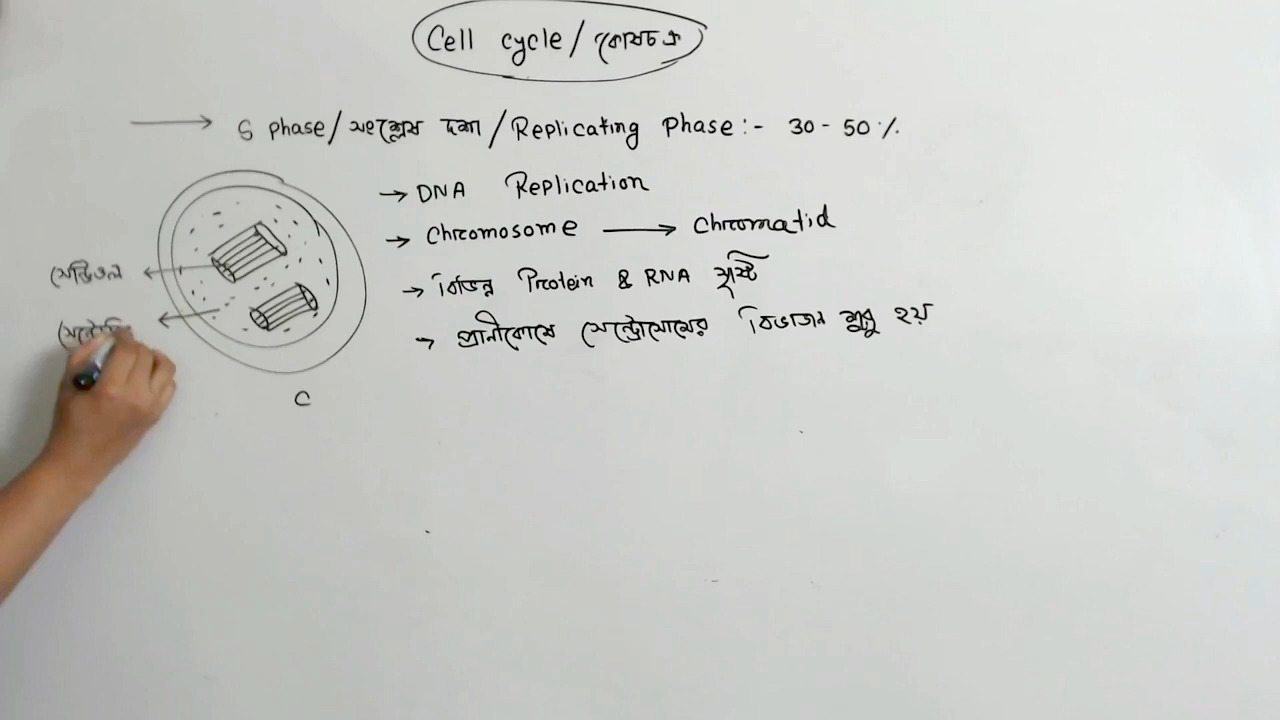 Cell cycle / কোষচক্র
S phase / সংশ্লেষ দশা / Replicating Phase :- 30 - 50 %
→ DNA Replication
→ Chromosome → Chromatid
→ বিভিন্ন Protein & RNA সৃষ্টি
→ প্রানীকোষে সেন্ট্রোসোমের বিভাজন শুরু হয়
সেন্ট্রিওল
C